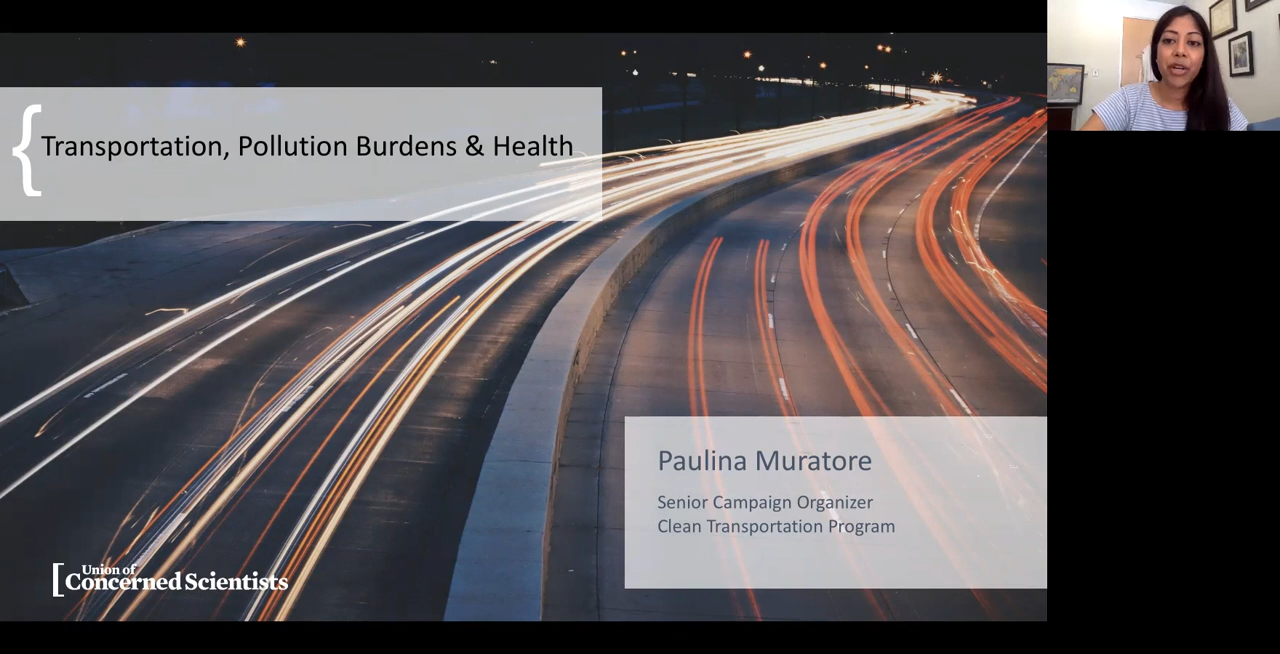 Transportation, Pollution Burdens & Health
Paulina Muratore
Senior Campaign Organizer
Clean Transportation Program
Union of
Concerned Scientists